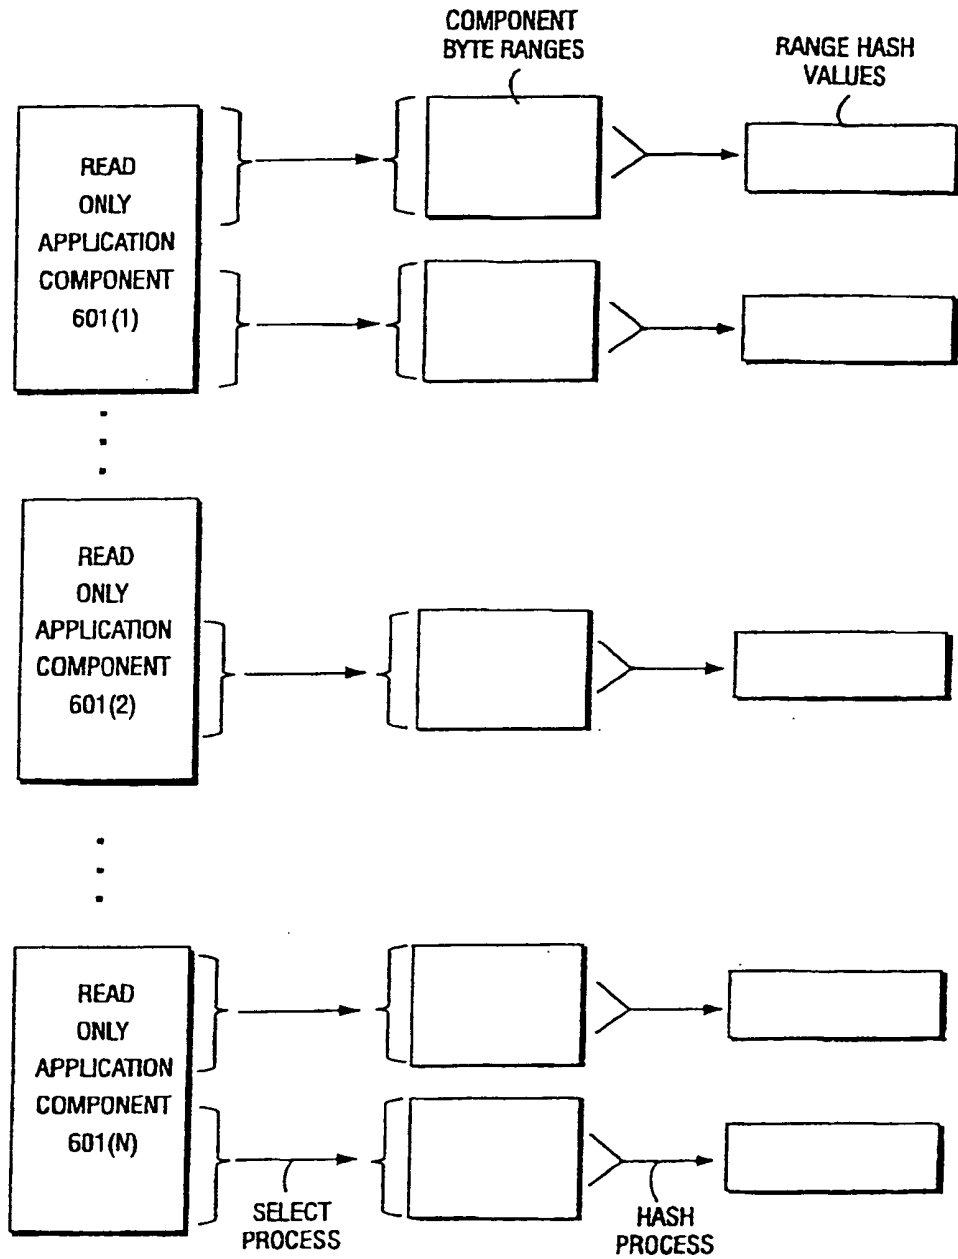 COMPONENT
BYTE RANGES
RANGE HASH
VALUES
READ
ONLY
APPLICATION
COMPONENT
601(1)
READ
ONLY
APPLICATION
COMPONENT
601(2)
READ
ONLY
APPLICATION
COMPONENT
601(N)
SELECT
PROCESS
HASH
PROCESS